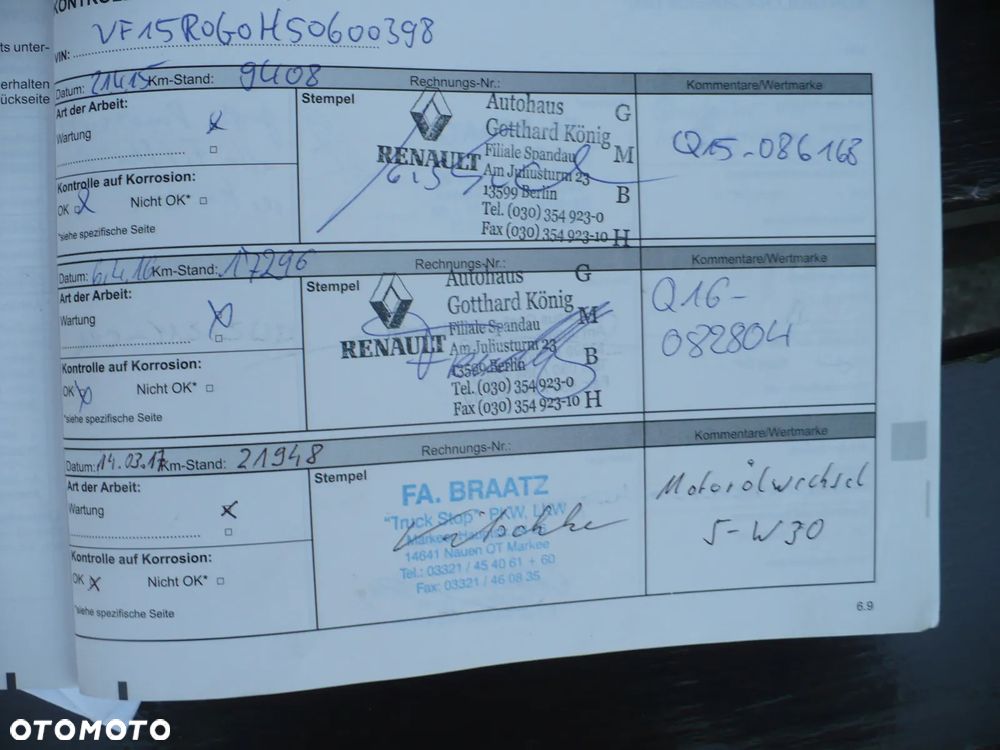 ts unter-
erhalten
ückseite
VIN: VF15R0G0H50600398
Datum: 21.4.15 Km-Stand: 9408 Rechnungs-Nr.: Kommentare/Wertmarke
Art der Arbeit:
Wartung
Kontrolle auf Korrosion:
OK Nicht OK*
*siehe spezifische Seite
Stempel
RENAULT
Autohaus G
Gotthard König
Filiale Spandau M
Am Juliusturm 23
13599 Berlin B
Tel. (030) 354 923-0
Fax (030) 354 923-10 H
Q15-086168
Datum: 6.4.16 Km-Stand: 17296 Rechnungs-Nr.: Kommentare/Wertmarke
Art der Arbeit:
Wartung
Kontrolle auf Korrosion:
OK Nicht OK*
*siehe spezifische Seite
Stempel
RENAULT
Autohaus G
Gotthard König
Filiale Spandau M
Am Juliusturm 23
13599 Berlin B
Tel. (030) 354 923-0
Fax (030) 354 923-10 H
Q16-
082804
Datum: 14.03.17 Km-Stand: 21948 Rechnungs-Nr.: Kommentare/Wertmarke
Art der Arbeit:
Wartung
Kontrolle auf Korrosion:
OK Nicht OK*
*siehe spezifische Seite
Stempel
FA. BRAATZ
"Truck Stop" PKW, LKW
14641 Nauen OT Markee
Tel.: 03321 / 45 40 61 + 60
Fax: 03321 / 46 08 35
Motorölwechsel
5-W30
6.9
OTOMOTO